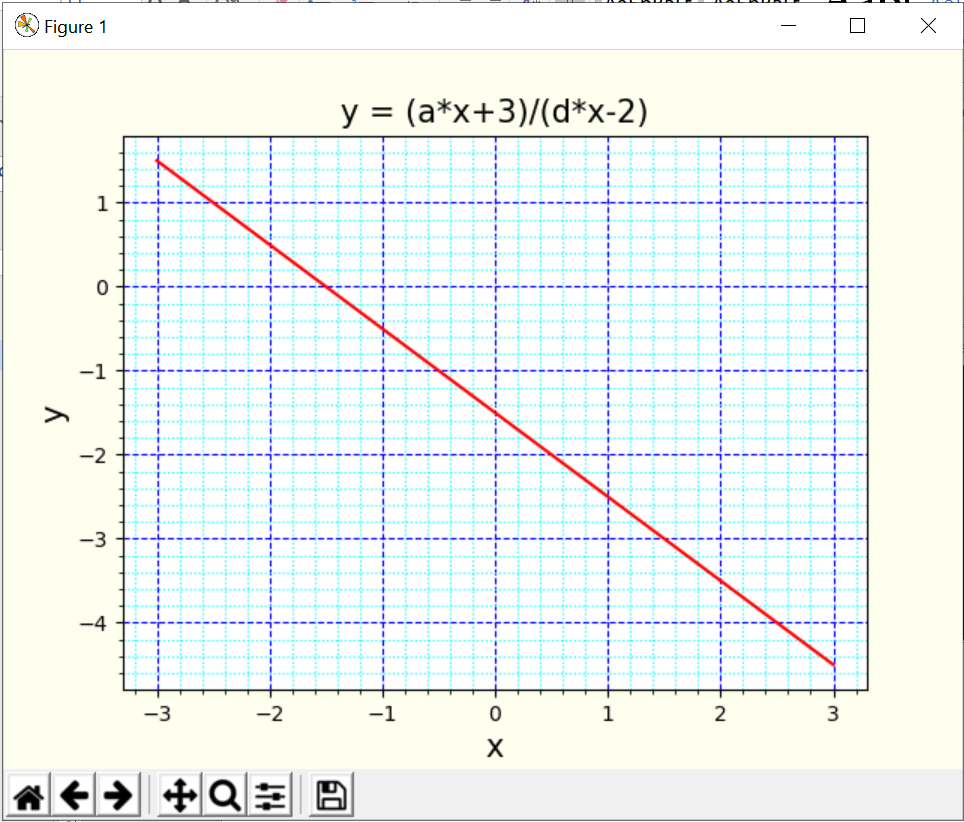 Figure 1
y = (a*x+3)/(d*x-2)
1
0
−1
−2
−3
−4
y
−3 −2 −1 0 1 2 3
x